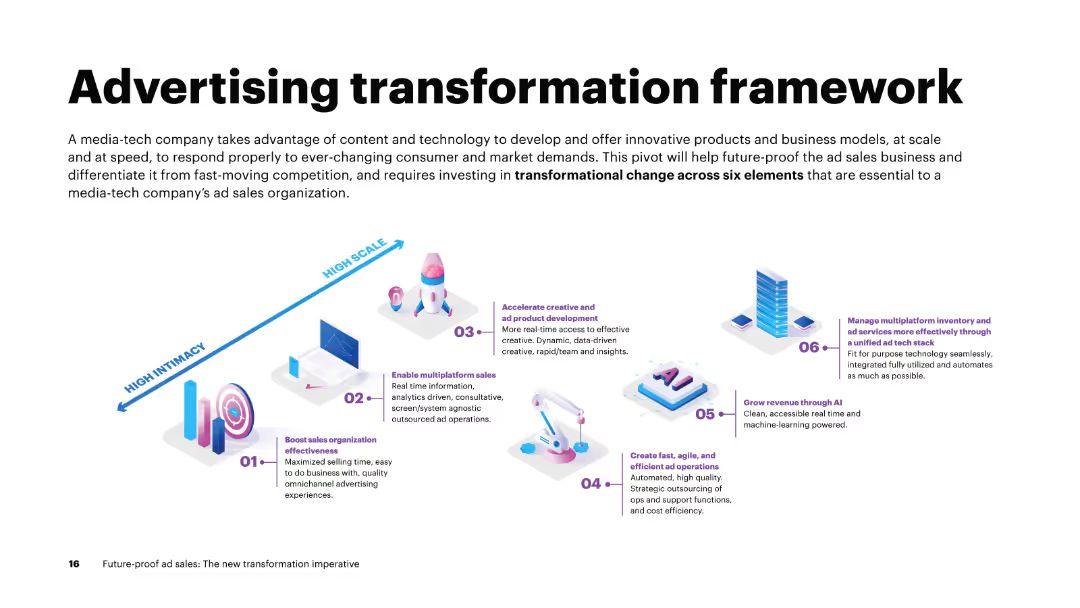 Advertising transformation framework
A media-tech company takes advantage of content and technology to develop and offer innovative products and business models, at scale
and at speed, to respond properly to ever-changing consumer and market demands. This pivot will help future-proof the ad sales business and
differentiate it from fast-moving competition, and requires investing in transformational change across six elements that are essential to a
media-tech company's ad sales organization.
HIGH INTIMACY
HIGH SCALE
01
Boost sales organization
effectiveness
Maximized selling time, easy
to do business with, quality
omnichannel advertising
experiences.
02
Enable multiplatform sales
Real time information,
analytics driven, consultative,
screen/system agnostic
outsourced ad operations.
03
Accelerate creative and
ad product development
More real-time access to effective
creative. Dynamic, data-driven
creative, rapid/team and insights.
04
Create fast, agile, and
efficient ad operations
Automated, high quality.
Strategic outsourcing of
ops and support functions,
and cost efficiency.
AI
05
Grow revenue through AI
Clean, accessible real time and
machine-learning powered.
06
Manage multiplatform inventory and
ad services more effectively through
a unified ad tech stack
Fit for purpose technology seamlessly,
integrated fully utilized and automates
as much as possible.
16 Future-proof ad sales: The new transformation imperative